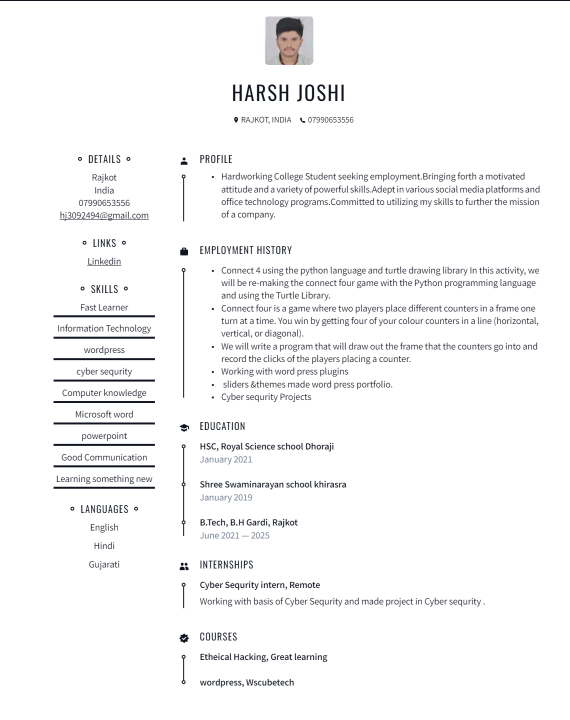 HARSH JOSHI
RAJKOT, INDIA 07990653556
DETAILS
Rajkot
India
07990653556
hj3092494@gmail.com
LINKS
Linkedin
SKILLS
Fast Learner
Information Technology
wordpress
cyber sequrity
Computer knowledge
Microsoft word
powerpoint
Good Communication
Learning something new
LANGUAGES
English
Hindi
Gujarati
PROFILE
• Hardworking College Student seeking employment.Bringing forth a motivated
attitude and a variety of powerful skills.Adept in various social media platforms and
office technology programs.Committed to utilizing my skills to further the mission
of a company.
EMPLOYMENT HISTORY
• Connect 4 using the python language and turtle drawing library In this activity, we
will be re-making the connect four game with the Python programming language
and using the Turtle Library.
• Connect four is a game where two players place different counters in a frame one
turn at a time. You win by getting four of your colour counters in a line (horizontal,
vertical, or diagonal).
• We will write a program that will draw out the frame that the counters go into and
record the clicks of the players placing a counter.
• Working with word press plugins
• sliders &themes made word press portfolio.
• Cyber sequrity Projects
EDUCATION
HSC, Royal Science school Dhoraji
January 2021
Shree Swaminarayan school khirasra
January 2019
B.Tech, B.H Gardi, Rajkot
June 2021 — 2025
INTERNSHIPS
Cyber Sequrity intern, Remote
Working with basis of Cyber Sequrity and made project in Cyber sequrity .
COURSES
Etheical Hacking, Great learning
wordpress, Wscubetech